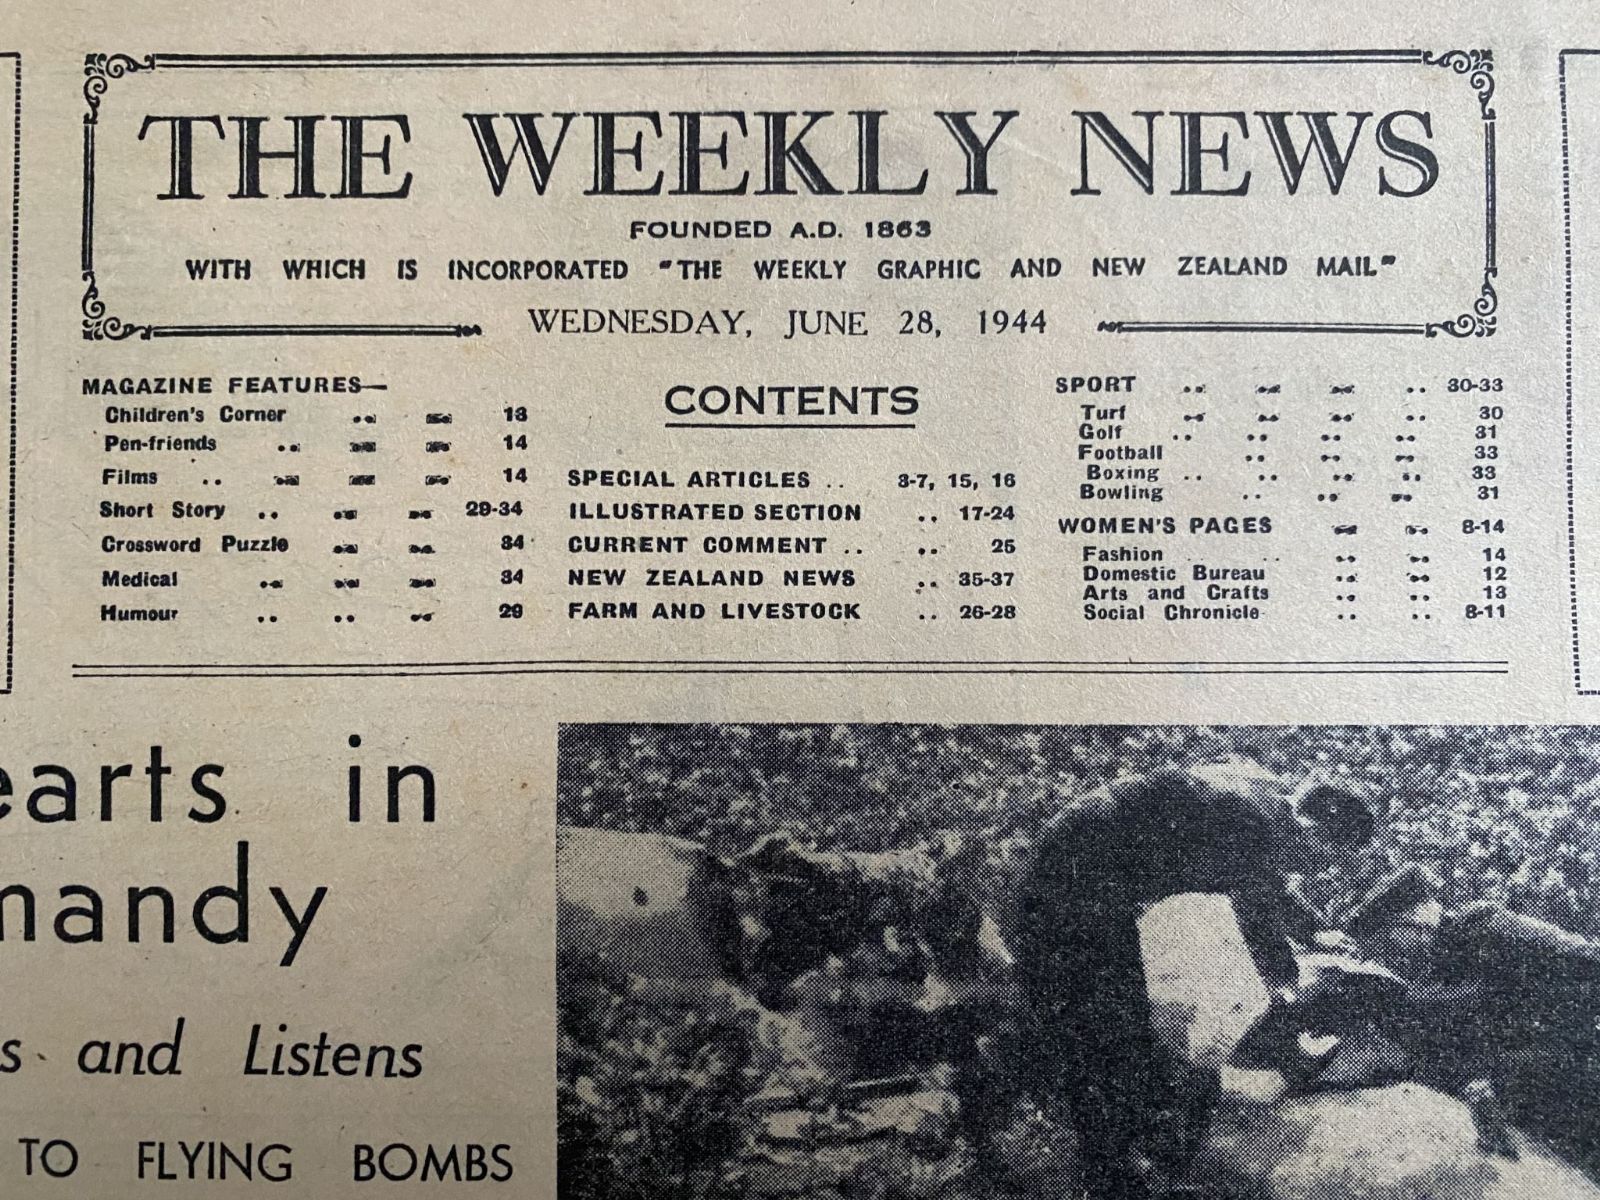 THE WEEKLY NEWS
FOUNDED A.D. 1863
WITH WHICH IS INCORPORATED "THE WEEKLY GRAPHIC AND NEW ZEALAND MAIL"
WEDNESDAY, JUNE 28, 1944
MAGAZINE FEATURES—
Children's Corner .. .. 13
Pen-friends .. .. .. 14
Films .. .. .. .. 14
Short Story .. .. .. 29-34
Crossword Puzzle .. .. 34
Medical .. .. .. 34
Humour .. .. .. 29
CONTENTS
SPECIAL ARTICLES .. 3-7, 15, 16
ILLUSTRATED SECTION .. 17-24
CURRENT COMMENT .. .. 25
NEW ZEALAND NEWS .. 35-37
FARM AND LIVESTOCK .. 26-28
SPORT .. .. .. .. 30-33
Turf .. .. .. .. 30
Golf .. .. .. .. 31
Football .. .. .. 33
Boxing .. .. .. .. 33
Bowling .. .. .. 31
WOMEN'S PAGES .. .. 8-14
Fashion .. .. .. .. 14
Domestic Bureau .. .. 12
Arts and Crafts .. .. 13
Social Chronicle .. .. 8-11
earts in
mandy
s and Listens
TO FLYING BOMBS